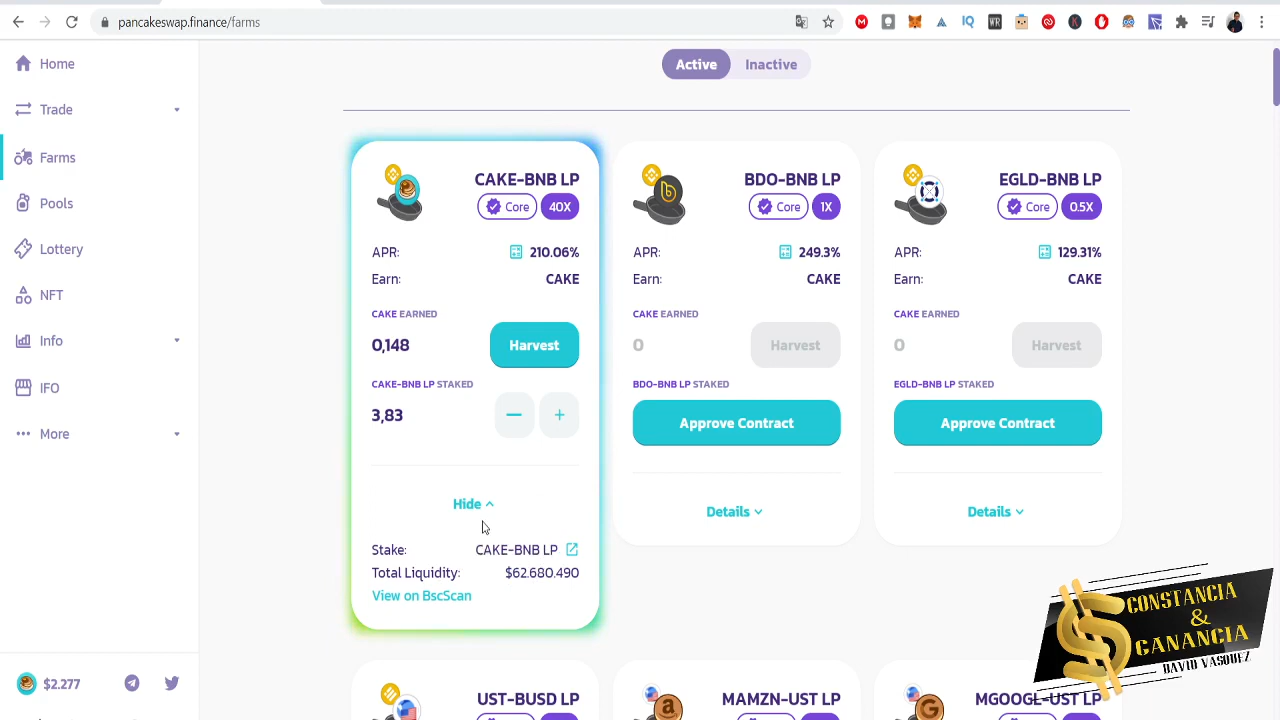 pancakeswap.finance/farms
Home
Trade
Farms
Pools
Lottery
NFT
Info
IFO
More
$2.277
Active
Inactive
CAKE-BNB LP
Core
40X
APR:
210.06%
Earn:
CAKE
CAKE EARNED
0,148
Harvest
CAKE-BNB LP STAKED
3,83
Hide
Stake:
CAKE-BNB LP
Total Liquidity:
$62.680.490
View on BscScan
BDO-BNB LP
Core
1X
APR:
249.3%
Earn:
CAKE
CAKE EARNED
0
Harvest
BDO-BNB LP STAKED
Approve Contract
Details
EGLD-BNB LP
Core
0.5X
APR:
129.31%
Earn:
CAKE
CAKE EARNED
0
Harvest
EGLD-BNB LP STAKED
Approve Contract
Details
UST-BUSD LP
MAMZN-UST LP
MGOOGL-UST LP
CONSTANCIA
&
GANANCIA
DAVID VASQUEZ